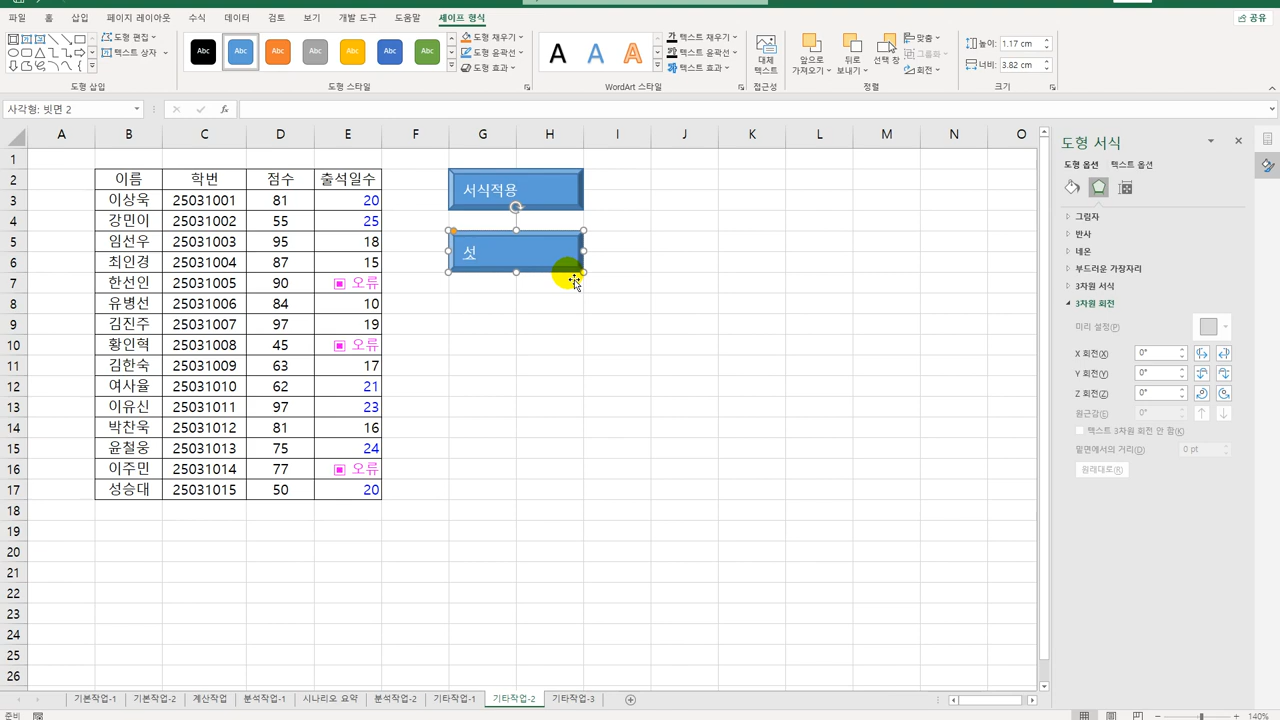 파일 홈 삽입 페이지 레이아웃 수식 데이터 검토 보기 개발 도구 도움말 셰이프 형식 공유
도형 편집
텍스트 상자
도형 삽입
Abc Abc Abc Abc Abc Abc Abc
도형 채우기
도형 윤곽선
도형 효과
도형 스타일
A A A
텍스트 채우기
텍스트 윤곽선
텍스트 효과
WordArt 스타일
대체
텍스트
접근성
앞으로
가져오기
뒤로
보내기
선택 창
맞춤
그룹화
회전
정렬
높이: 1.17 cm
너비: 3.82 cm
크기
사각형: 빗면 2
fx
A B C D E F G H I J K L M N O
1
2 이름 학번 점수 출석일수
3 이상욱 25031001 81 20
4 강민이 25031002 55 25
5 임선우 25031003 95 18
6 최인경 25031004 87 15
7 한선인 25031005 90 ▣ 오류
8 유병선 25031006 84 10
9 김진주 25031007 97 19
10 황인혁 25031008 45 ▣ 오류
11 김한숙 25031009 63 17
12 여사율 25031010 62 21
13 이유신 25031011 97 23
14 박찬욱 25031012 81 16
15 윤철웅 25031013 75 24
16 이주민 25031014 77 ▣ 오류
17 성승대 25031015 50 20
18
19
20
21
22
23
24
25
26
서식적용
섯
도형 서식
도형 옵션 텍스트 옵션
그림자
반사
네온
부드러운 가장자리
3차원 서식
3차원 회전
미리 설정(P)
X 회전(X) 0°
Y 회전(Y) 0°
Z 회전(Z) 0°
원근감(E) 0°
텍스트 3차원 회전 안 함(K)
밑면에서의 거리(D) 0 pt
원래대로(R)
기본작업-1 기본작업-2 계산작업 분석작업-1 시나리오 요약 분석작업-2 기타작업-1 기타작업-2 기타작업-3
준비
140%